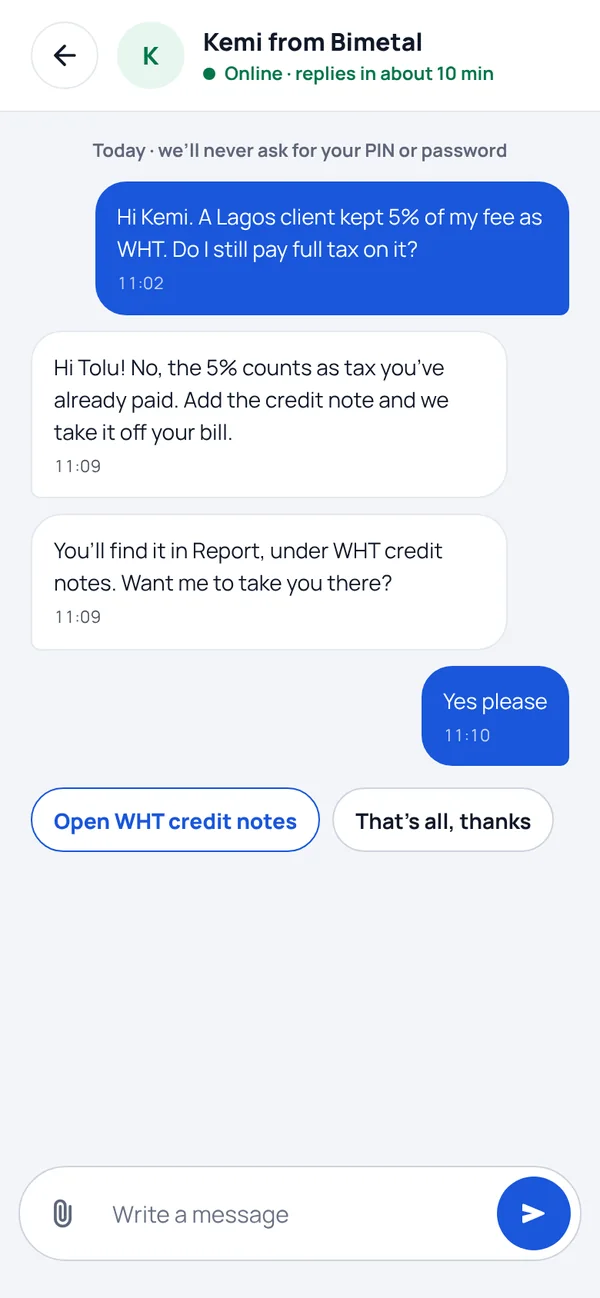 K
Kemi from Bimetal
Online · replies in about 10 min
Today · we’ll never ask for your PIN or password
Hi Kemi. A Lagos client kept 5% of my fee as
WHT. Do I still pay full tax on it?
11:02
Hi Tolu! No, the 5% counts as tax you’ve
already paid. Add the credit note and we
take it off your bill.
11:09
You’ll find it in Report, under WHT credit
notes. Want me to take you there?
11:09
Yes please
11:10
Open WHT credit notes
That’s all, thanks
Write a message